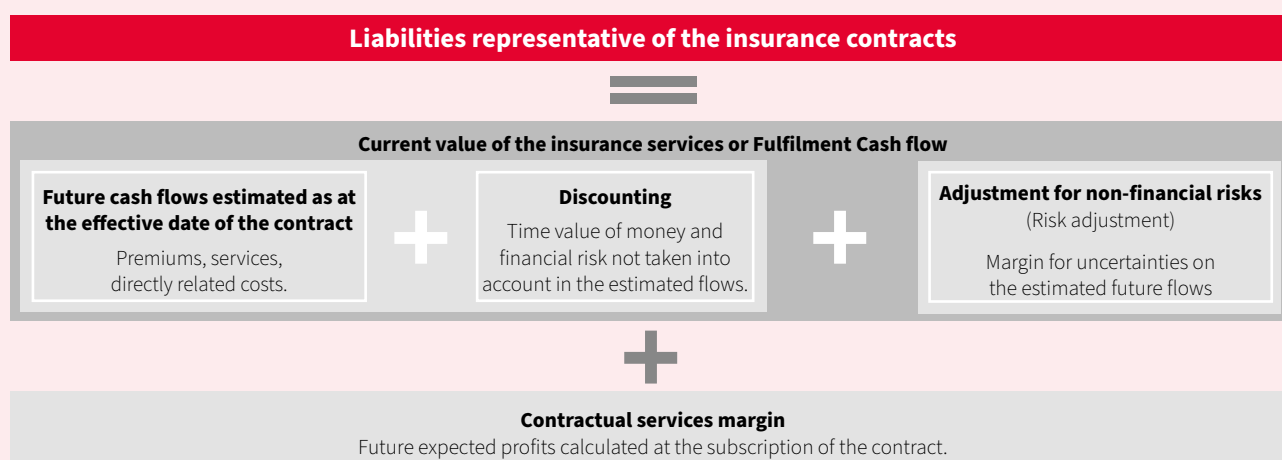 Liabilities representative of the insurance contracts
=
Current value of the insurance services or Fulfilment Cash flow
Future cash flows estimated as at
the effective date of the contract
Premiums, services,
directly related costs.
+
Discounting
Time value of money and
financial risk not taken into
account in the estimated flows.
+
Adjustment for non-financial risks
(Risk adjustment)
Margin for uncertainties on
the estimated future flows
+
Contractual services margin
Future expected profits calculated at the subscription of the contract.